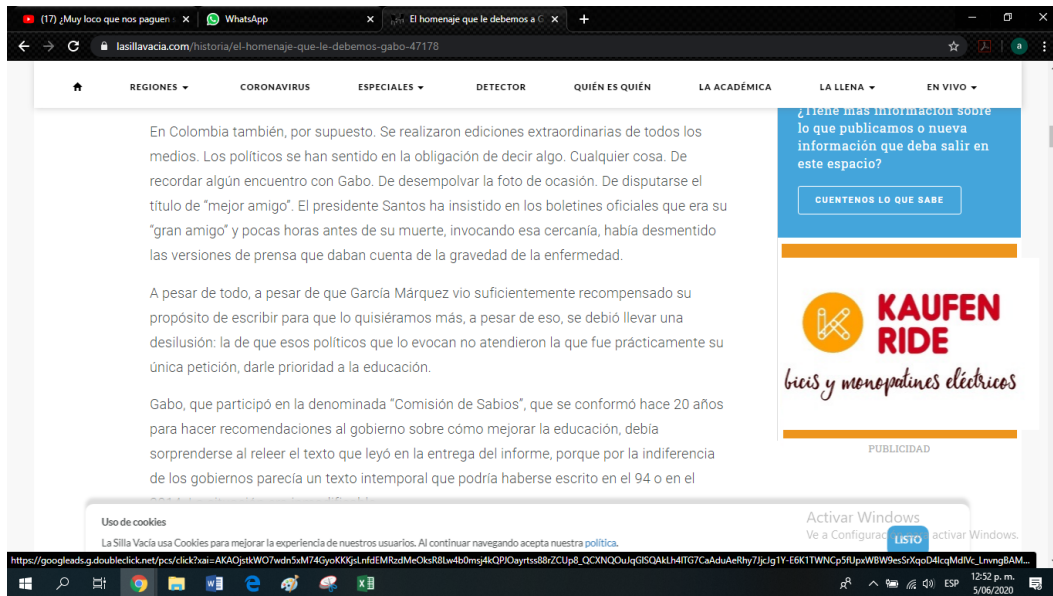 (17) ¿Muy loco que nos paguen
WhatsApp
El homenaje que le debemos a G
lasillavacia.com/historia/el-homenaje-que-le-debemos-gabo-47178
REGIONES
CORONAVIRUS
ESPECIALES
DETECTOR
QUIÉN ES QUIÉN
LA ACADÉMICA
LA LLENA
EN VIVO
En Colombia también, por supuesto. Se realizaron ediciones extraordinarias de todos los
medios. Los políticos se han sentido en la obligación de decir algo. Cualquier cosa. De
recordar algún encuentro con Gabo. De desempolvar la foto de ocasión. De disputarse el
título de “mejor amigo”. El presidente Santos ha insistido en los boletines oficiales que era su
“gran amigo” y pocas horas antes de su muerte, invocando esa cercanía, había desmentido
las versiones de prensa que daban cuenta de la gravedad de la enfermedad.
A pesar de todo, a pesar de que García Márquez vio suficientemente recompensado su
propósito de escribir para que lo quisiéramos más, a pesar de eso, se debió llevar una
desilusión: la de que esos políticos que lo evocan no atendieron la que fue prácticamente su
única petición, darle prioridad a la educación.
Gabo, que participó en la denominada “Comisión de Sabios”, que se conformó hace 20 años
para hacer recomendaciones al gobierno sobre cómo mejorar la educación, debía
sorprenderse al releer el texto que leyó en la entrega del informe, porque por la indiferencia
de los gobiernos parecía un texto intemporal que podría haberse escrito en el 94 o en el
¿Tiene más información sobre
lo que publicamos o nueva
información que deba salir en
este espacio?
CUENTENOS LO QUE SABE
KAUFEN
RIDE
bicis y monopatines eléctricos
PUBLICIDAD
Uso de cookies
La Silla Vacía usa Cookies para mejorar la experiencia de nuestros usuarios. Al continuar navegando acepta nuestra política.
LISTO
Activar Windows
Ve a Configurac activar Windows.
ESP
12:52 p. m.
5/06/2020